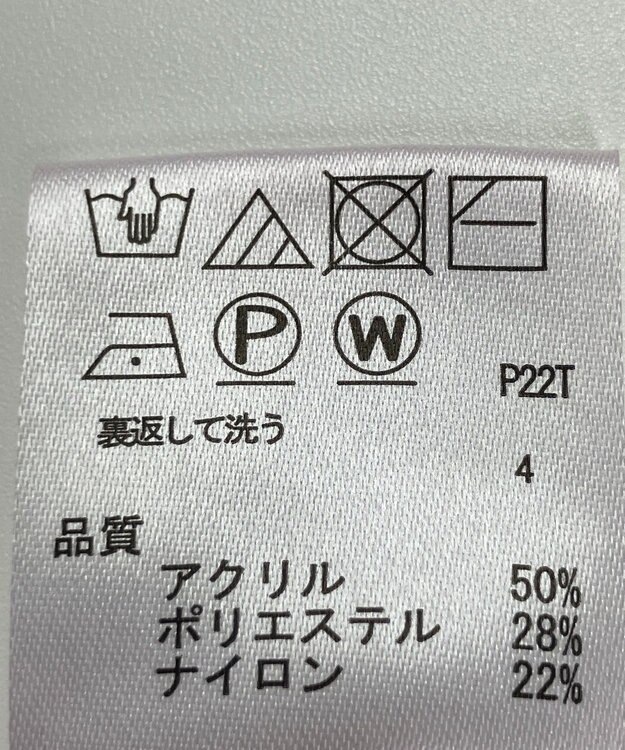 P W
P22T
裏返して洗う
4
品質
アクリル 50%
ポリエステル 28%
ナイロン 22%